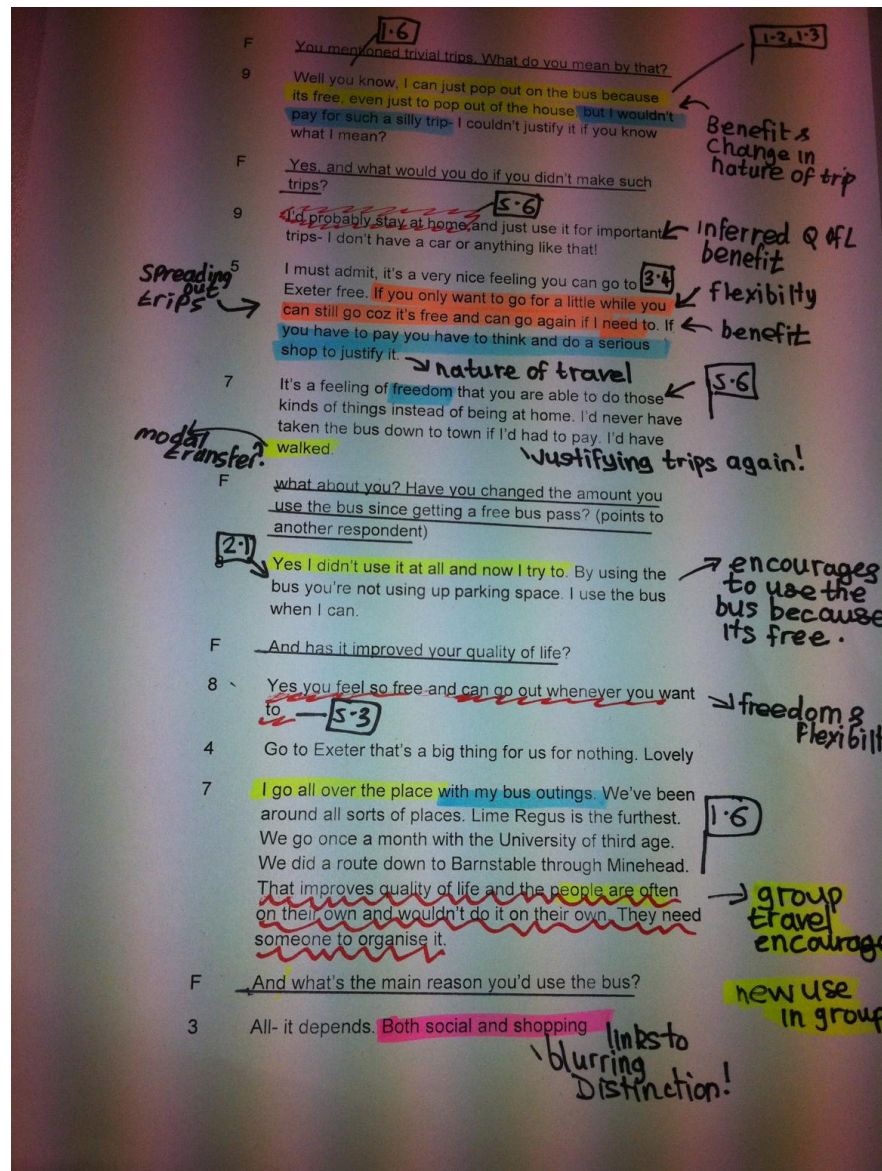 1.6
F You mentioned trivial trips. What do you mean by that?
1.2, 1.3
9 Well you know, I can just pop out on the bus because
its free, even just to pop out of the house, but I wouldn't
pay for such a silly trip- I couldn't justify it if you know
what I mean?
Benefit &
Change in
nature of trip
F Yes, and what would you do if you didn't make such
trips?
5.6
9 I'd probably stay at home and just use it for important
trips- I don't have a car or anything like that!
inferred Q of L
benefit
5 I must admit, it's a very nice feeling you can go to
3.4
Exeter free. If you only want to go for a little while you
can still go coz it's free and can go again if I need to. If
you have to pay you have to think and do a serious
shop to justify it.
spreading
out
trips
flexibilty
benefit
nature of travel
7 It's a feeling of freedom that you are able to do those
kinds of things instead of being at home. I'd never have
taken the bus down to town if I'd had to pay. I'd have
walked.
5.6
modal
transfer?
Justifying trips again!
F what about you? Have you changed the amount you
use the bus since getting a free bus pass? (points to
another respondent)
2.1
Yes I didn't use it at all and now I try to. By using the
bus you're not using up parking space. I use the bus
when I can.
encourages
to use the
bus because
its free.
F And has it improved your quality of life?
8 Yes you feel so free and can go out whenever you want
to
5.3
freedom &
flexibilt
4 Go to Exeter that's a big thing for us for nothing. Lovely
7 I go all over the place with my bus outings. We've been
around all sorts of places. Lime Regus is the furthest.
We go once a month with the University of third age.
We did a route down to Barnstable through Minehead.
That improves quality of life and the people are often
on their own and wouldn't do it on their own. They need
someone to organise it.
1.6
group
travel
encourage
F And what's the main reason you'd use the bus?
new use
in group
3 All- it depends. Both social and shopping
links to
blurring
Distinction!